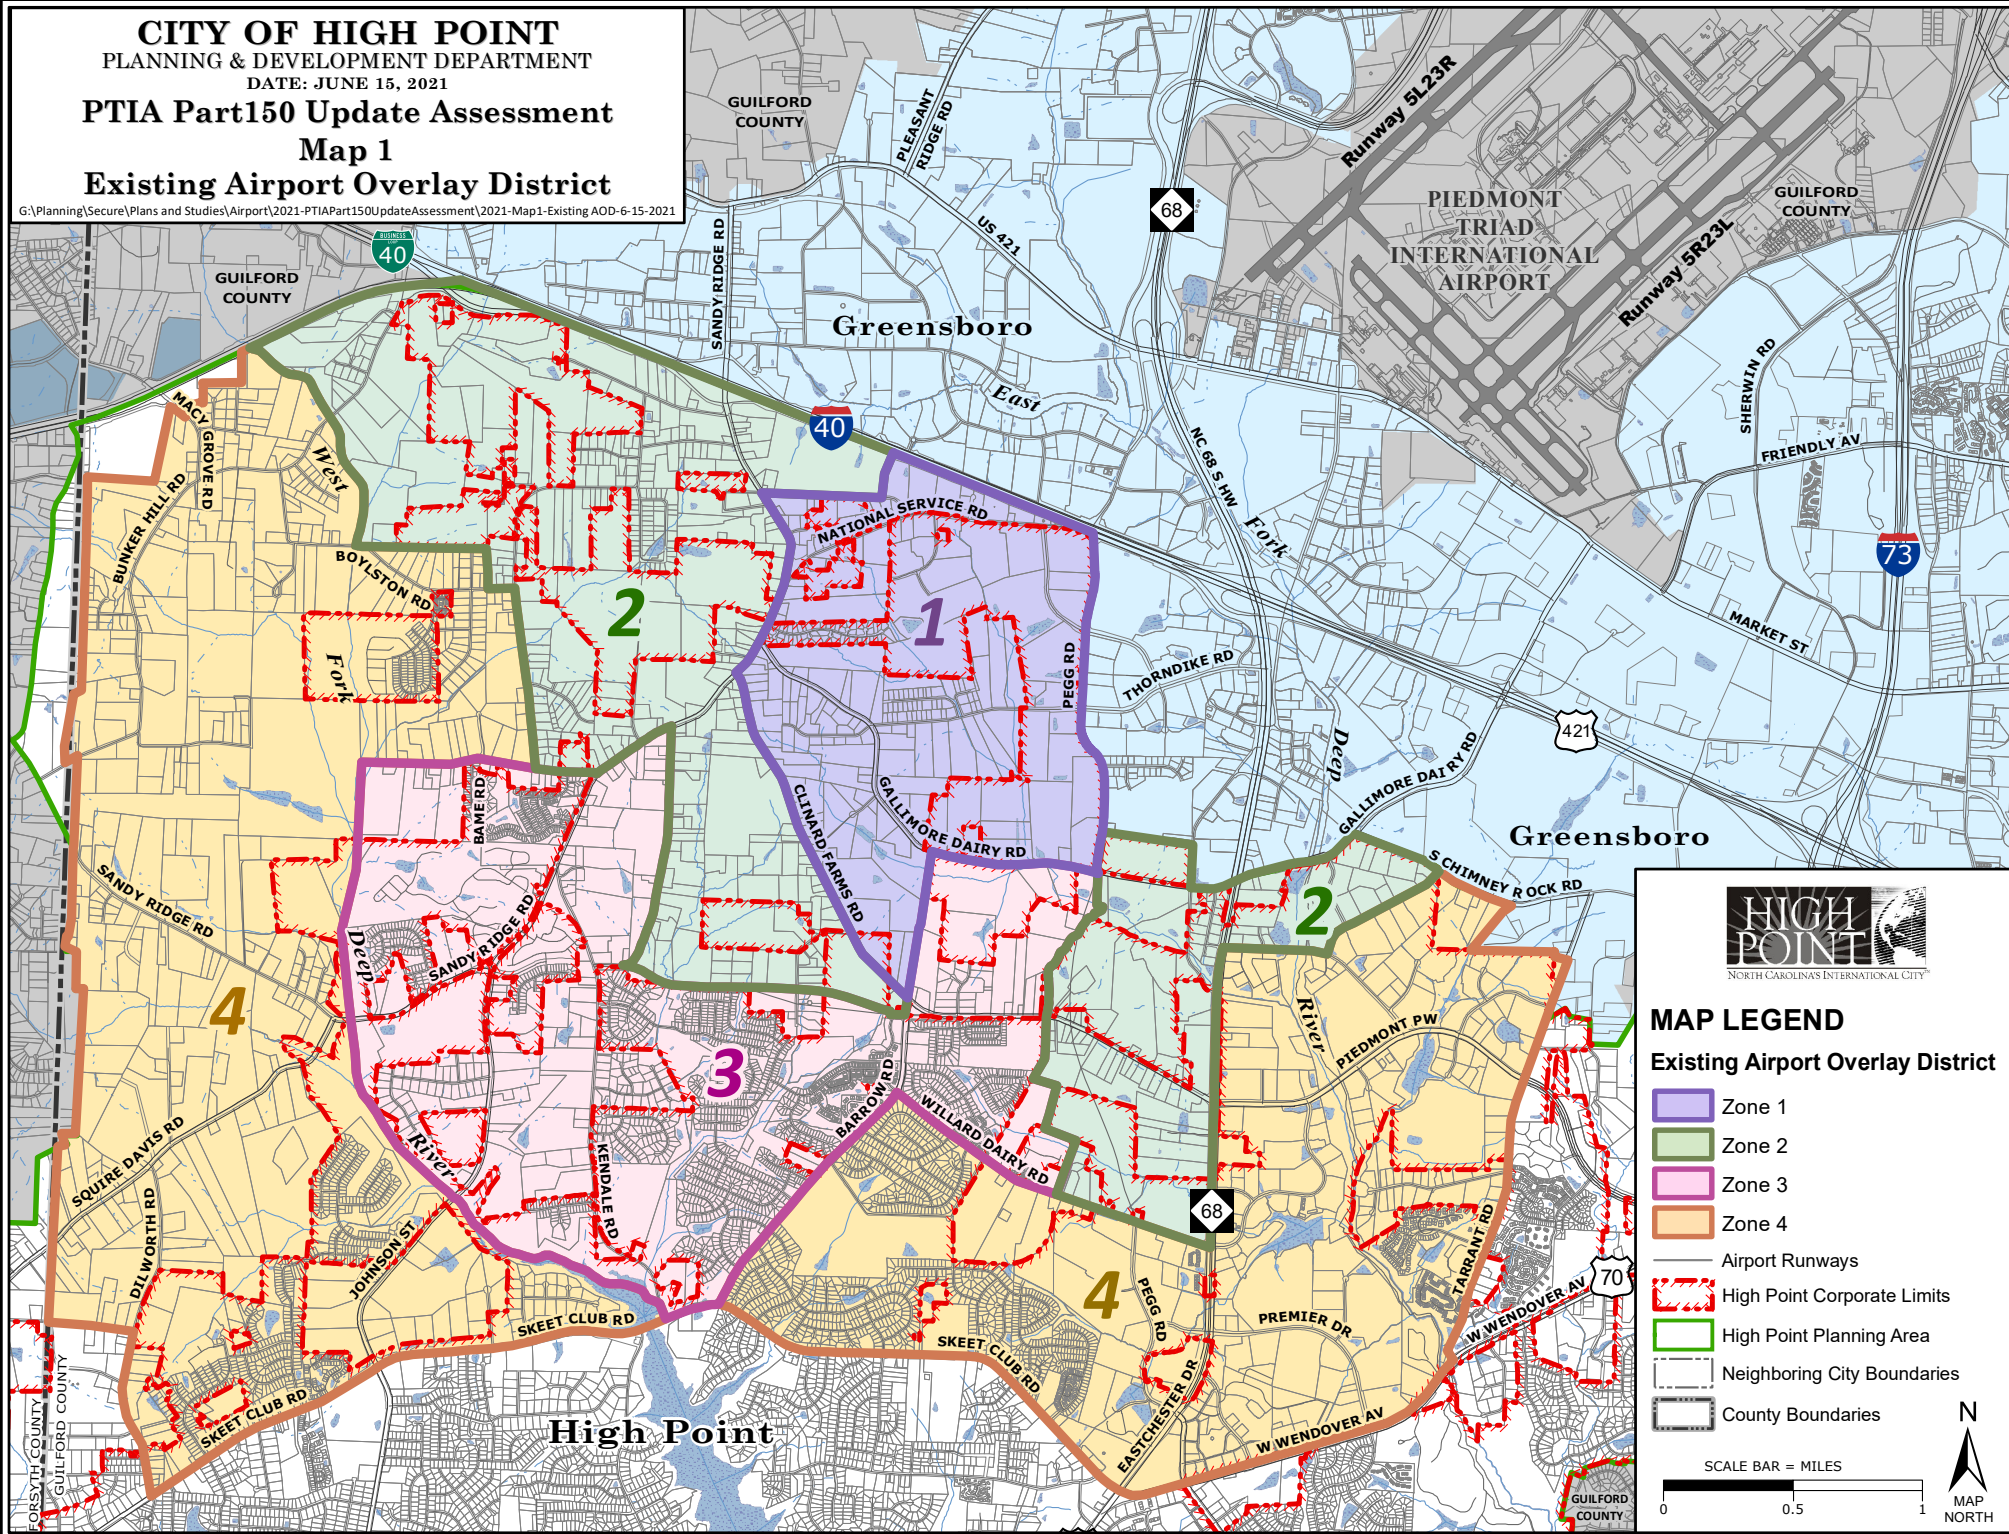 CITY OF HIGH POINT
PLANNING & DEVELOPMENT DEPARTMENT
DATE: JUNE 15, 2021
PTIA Part150 Update Assessment
Map 1
Existing Airport Overlay District
G:\Planning\Secure\Plans and Studies\Airport\2021-PTIAPart150UpdateAssessment\2021-Map1-Existing AOD-6-15-2021
GUILFORD
COUNTY
PLEASANT
RIDGE RD
68
Runway 5L23R
PIEDMONT
TRIAD
INTERNATIONAL
AIRPORT
GUILFORD
COUNTY
Runway 5R23L
BUSINESS
LOOP
40
GUILFORD
COUNTY
SANDY RIDGE RD
US 421
Greensboro
East
SHERWIN RD
FRIENDLY AV
MACY GROVE RD
West
40
NC 68 S HW
Fork
73
BUNKER HILL RD
NATIONAL SERVICE RD
BOYLSTON RD
2
1
Fork
PEGG RD
THORNDIKE RD
MARKET ST
421
Deep
GALLIMORE DAIRY RD
BAME RD
CLINARD FARMS RD
GALLIMORE DAIRY RD
Greensboro
S CHIMNEY ROCK RD
SANDY RIDGE RD
Deep
SANDY RIDGE RD
2
4
River
PIEDMONT PW
3
BARROW RD
WILLARD DAIRY RD
SQUIRE DAVIS RD
River
KENDALE RD
DILWORTH RD
JOHNSON ST
68
TARRANT RD
70
4
PEGG RD
PREMIER DR
W WENDOVER AV
SKEET CLUB RD
SKEET CLUB RD
SKEET CLUB RD
EASTCHESTER DR
W WENDOVER AV
High Point
FORSYTH COUNTY
GUILFORD COUNTY
GUILFORD
COUNTY
HIGH
POINT
NORTH CAROLINA'S INTERNATIONAL CITY™
MAP LEGEND
Existing Airport Overlay District
Zone 1
Zone 2
Zone 3
Zone 4
Airport Runways
High Point Corporate Limits
High Point Planning Area
Neighboring City Boundaries
County Boundaries
SCALE BAR = MILES
0 0.5 1
N
MAP
NORTH